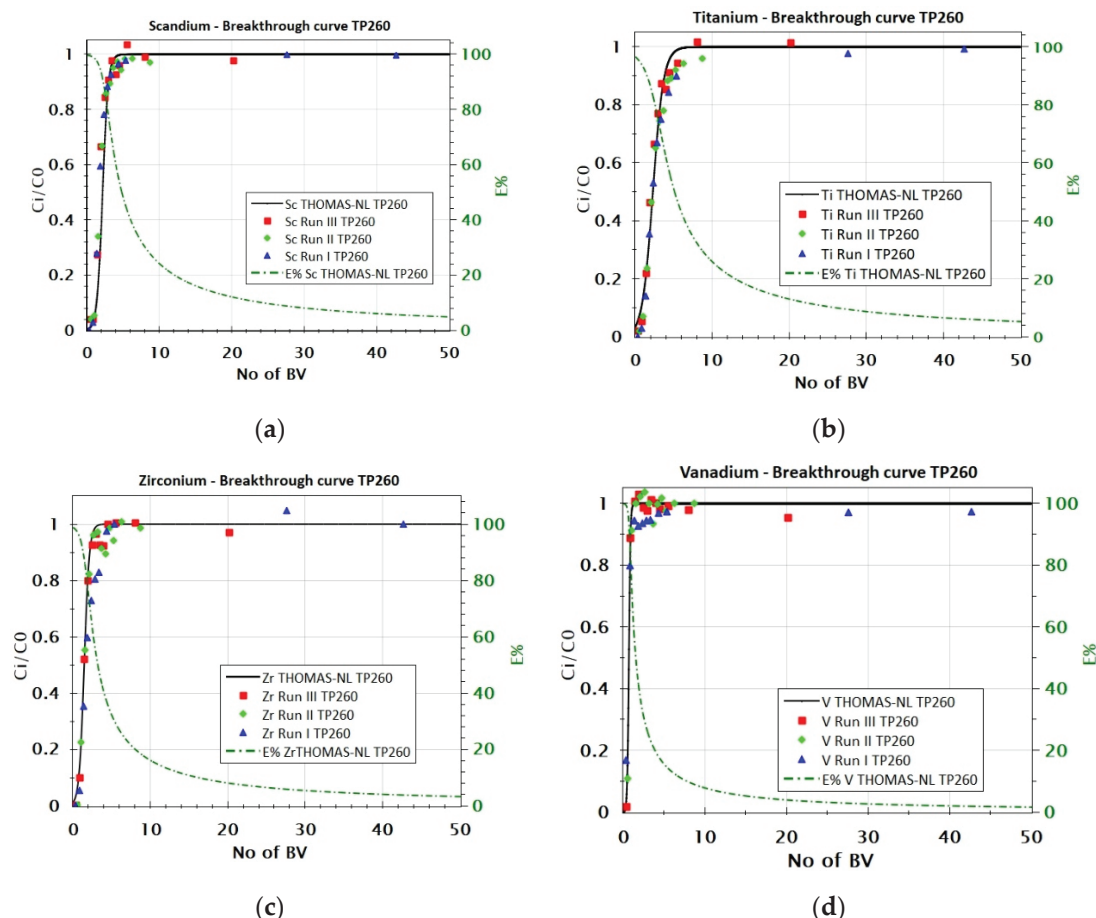 Scandium - Breakthrough curve TP260
1
0.8
0.6
0.4
0.2
0
Ci/C0
100
80
60
40
20
0
E%
Sc THOMAS-NL TP260
Sc Run III TP260
Sc Run II TP260
Sc Run I TP260
E% Sc THOMAS-NL TP260
0 10 20 30 40 50
No of BV
(a)
Titanium - Breakthrough curve TP260
1
0.8
0.6
0.4
0.2
0
Ci/C0
100
80
60
40
20
0
E%
Ti THOMAS-NL TP260
Ti Run III TP260
Ti Run II TP260
Ti Run I TP260
E% Ti THOMAS-NL TP260
0 10 20 30 40 50
No of BV
(b)
Zirconium - Breakthrough curve TP260
1
0.8
0.6
0.4
0.2
0
Ci/C0
100
80
60
40
20
0
E%
Zr THOMAS-NL TP260
Zr Run III TP260
Zr Run II TP260
Zr Run I TP260
E% ZrTHOMAS-NL TP260
0 10 20 30 40 50
No of BV
(c)
Vanadium - Breakthrough curve TP260
1
0.8
0.6
0.4
0.2
0
Ci/C0
100
80
60
40
20
0
E%
V THOMAS-NL TP260
V Run III TP260
V Run II TP260
V Run I TP260
E% V THOMAS-NL TP260
0 10 20 30 40 50
No of BV
(d)